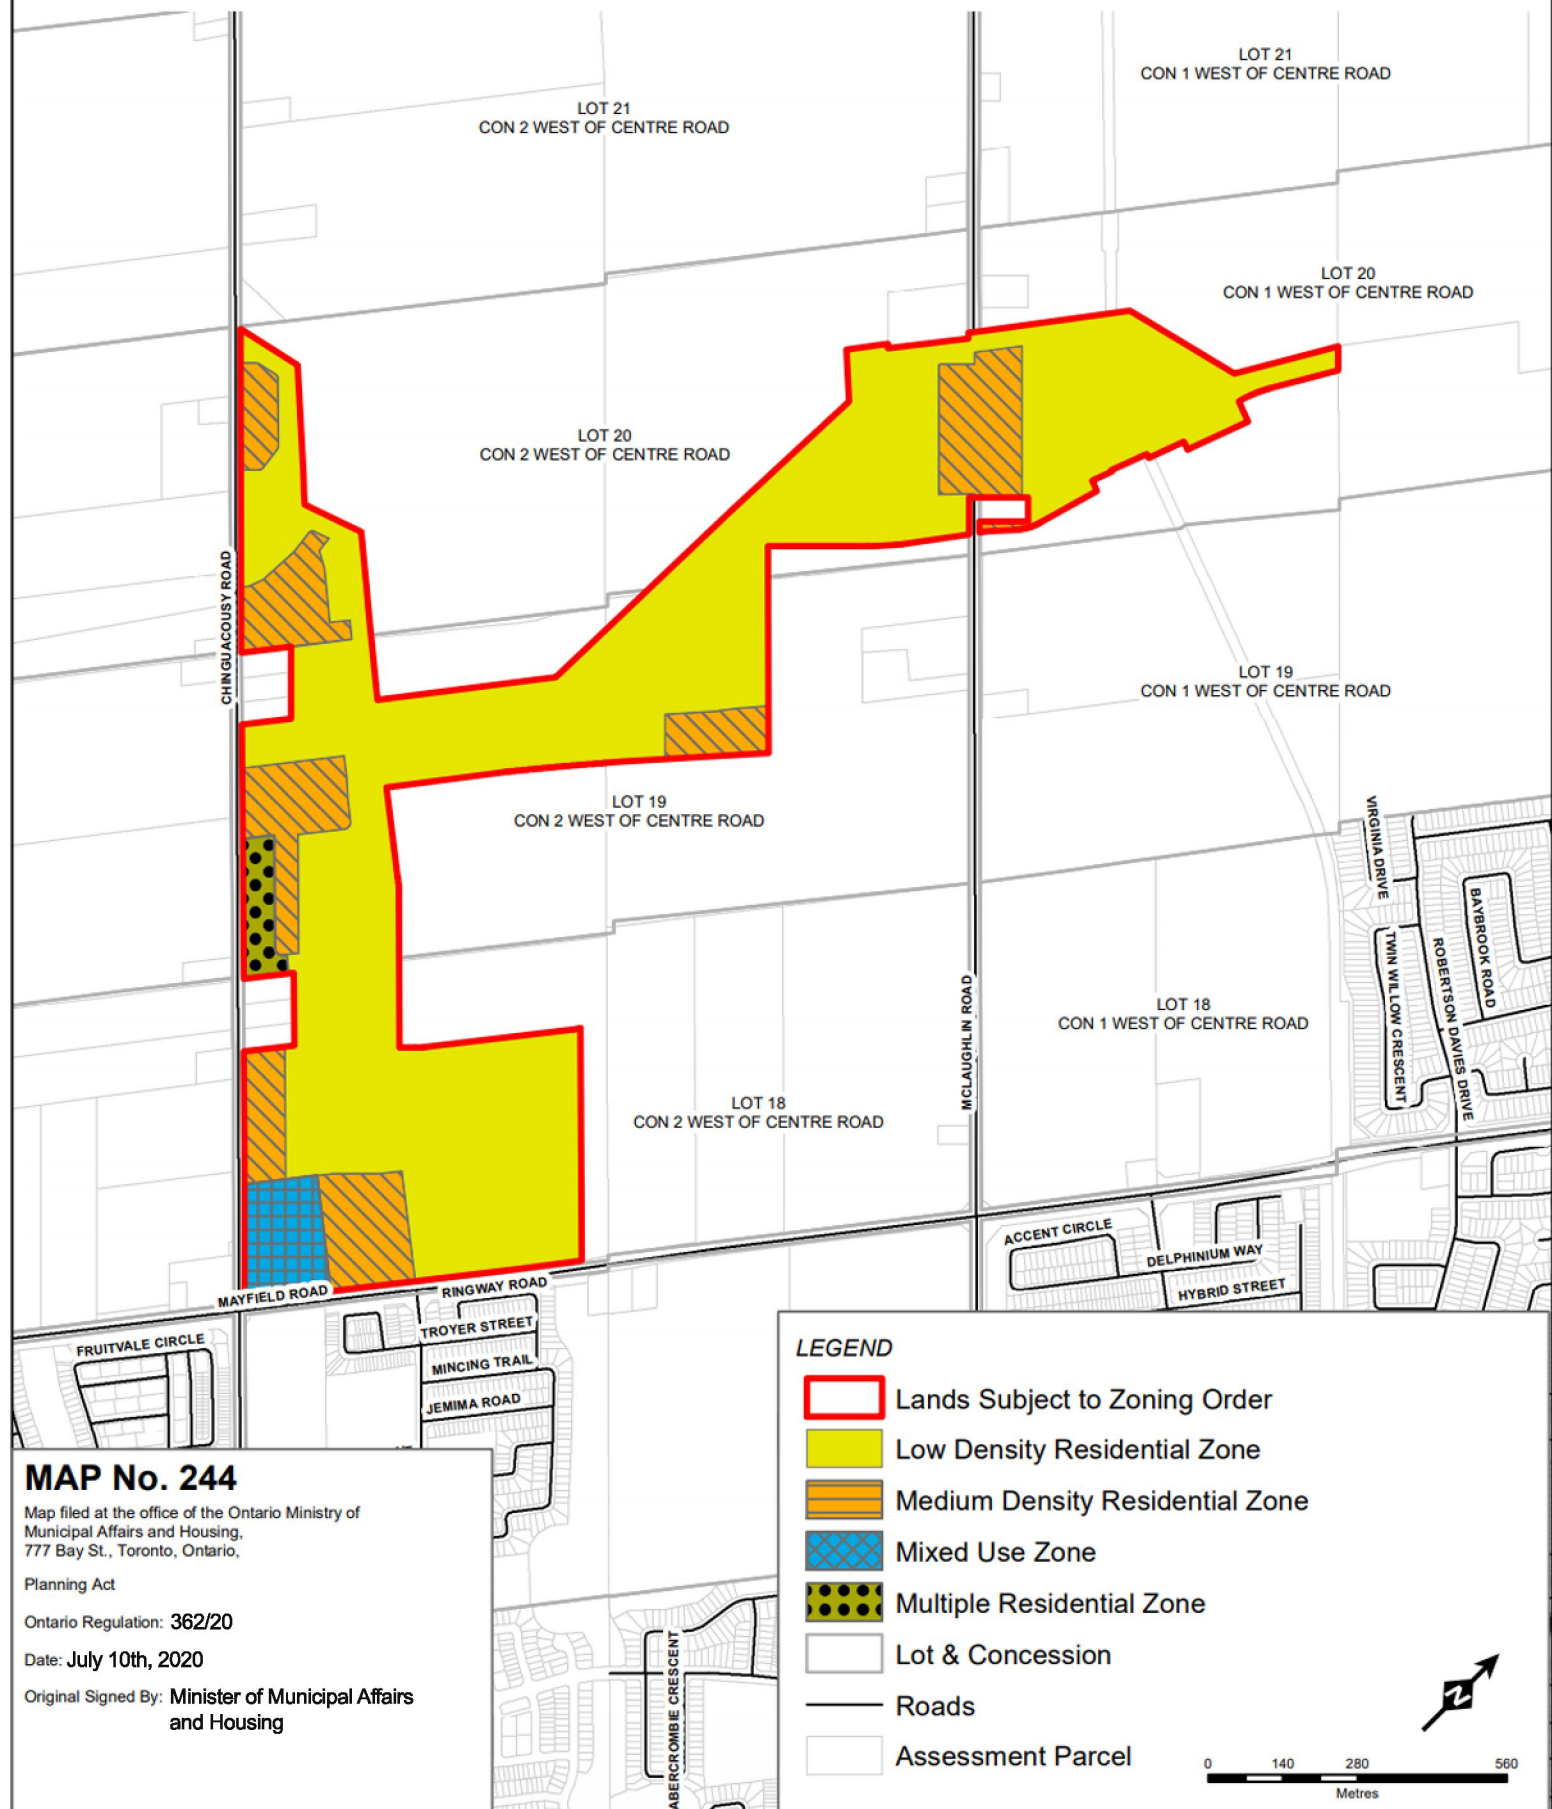 LOT 21
CON 1 WEST OF CENTRE ROAD
LOT 21
CON 2 WEST OF CENTRE ROAD
LOT 20
CON 1 WEST OF CENTRE ROAD
LOT 20
CON 2 WEST OF CENTRE ROAD
CHINGUACOUSY ROAD
LOT 19
CON 1 WEST OF CENTRE ROAD
LOT 19
CON 2 WEST OF CENTRE ROAD
VIRGINIA DRIVE
BAYBROOK ROAD
TWIN WILLOW CRESCENT
ROBERTSON DAVIES DRIVE
MCLAUGHLIN ROAD
LOT 18
CON 1 WEST OF CENTRE ROAD
LOT 18
CON 2 WEST OF CENTRE ROAD
ACCENT CIRCLE
DELPHINIUM WAY
HYBRID STREET
MAYFIELD ROAD
RINGWAY ROAD
TROYER STREET
FRUITVALE CIRCLE
MINCING TRAIL
JEMIMA ROAD
ABERCROMBIE CRESCENT
MAP No. 244
Map filed at the office of the Ontario Ministry of
Municipal Affairs and Housing,
777 Bay St., Toronto, Ontario,
Planning Act
Ontario Regulation: 362/20
Date: July 10th, 2020
Original Signed By: Minister of Municipal Affairs
and Housing
LEGEND
Lands Subject to Zoning Order
Low Density Residential Zone
Medium Density Residential Zone
Mixed Use Zone
Multiple Residential Zone
Lot & Concession
Roads
Assessment Parcel
N
0 140 280 560
Metres